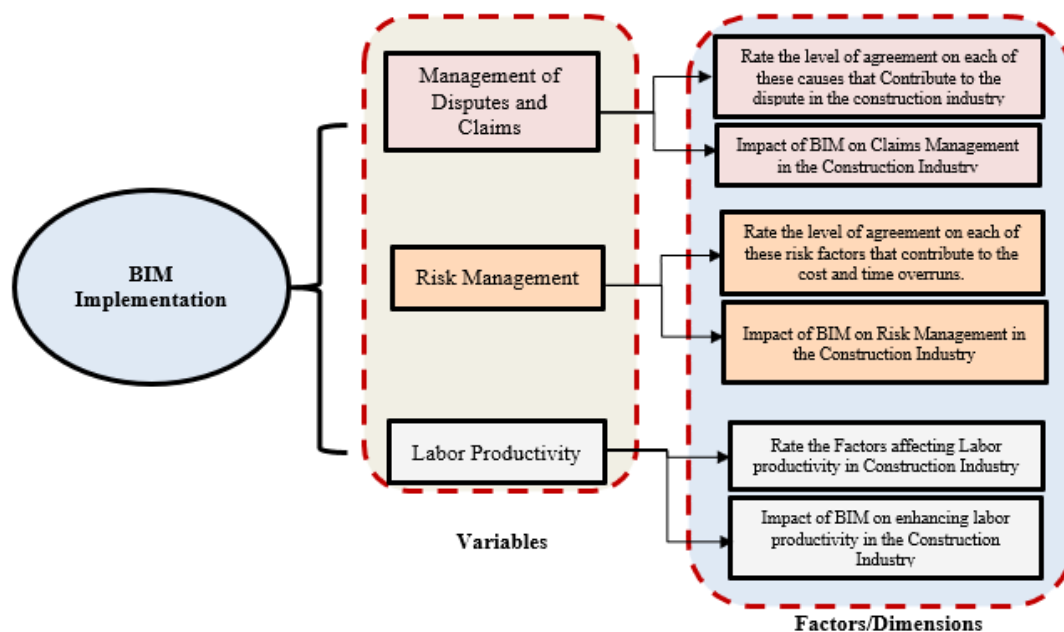 BIM
Implementation
Management of
Disputes and
Claims
Risk Management
Labor Productivity
Variables
Rate the level of agreement on each of
these causes that Contribute to the
dispute in the construction industry
Impact of BIM on Claims Management
in the Construction Industry
Rate the level of agreement on each of
these risk factors that contribute to the
cost and time overruns.
Impact of BIM on Risk Management in
the Construction Industry
Rate the Factors affecting Labor
productivity in Construction Industry
Impact of BIM on enhancing labor
productivity in the Construction
Industry
Factors/Dimensions